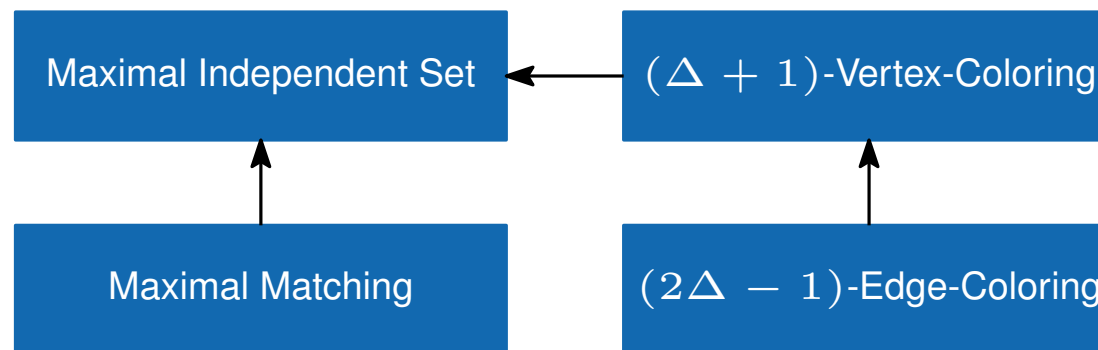 Maximal Independent Set
(Δ + 1)-Vertex-Coloring
Maximal Matching
(2Δ − 1)-Edge-Coloring